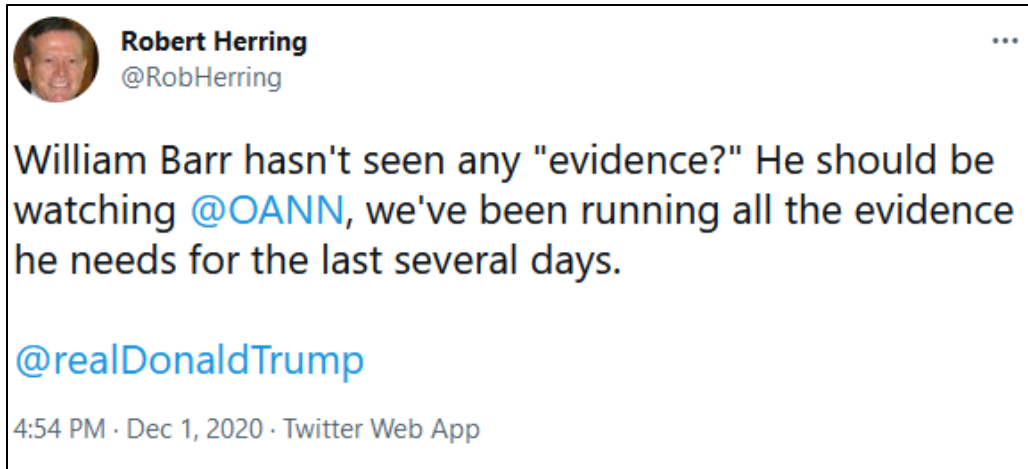 Robert Herring
@RobHerring
William Barr hasn't seen any "evidence?" He should be
watching @OANN, we've been running all the evidence
he needs for the last several days.
@realDonaldTrump
4:54 PM · Dec 1, 2020 · Twitter Web App